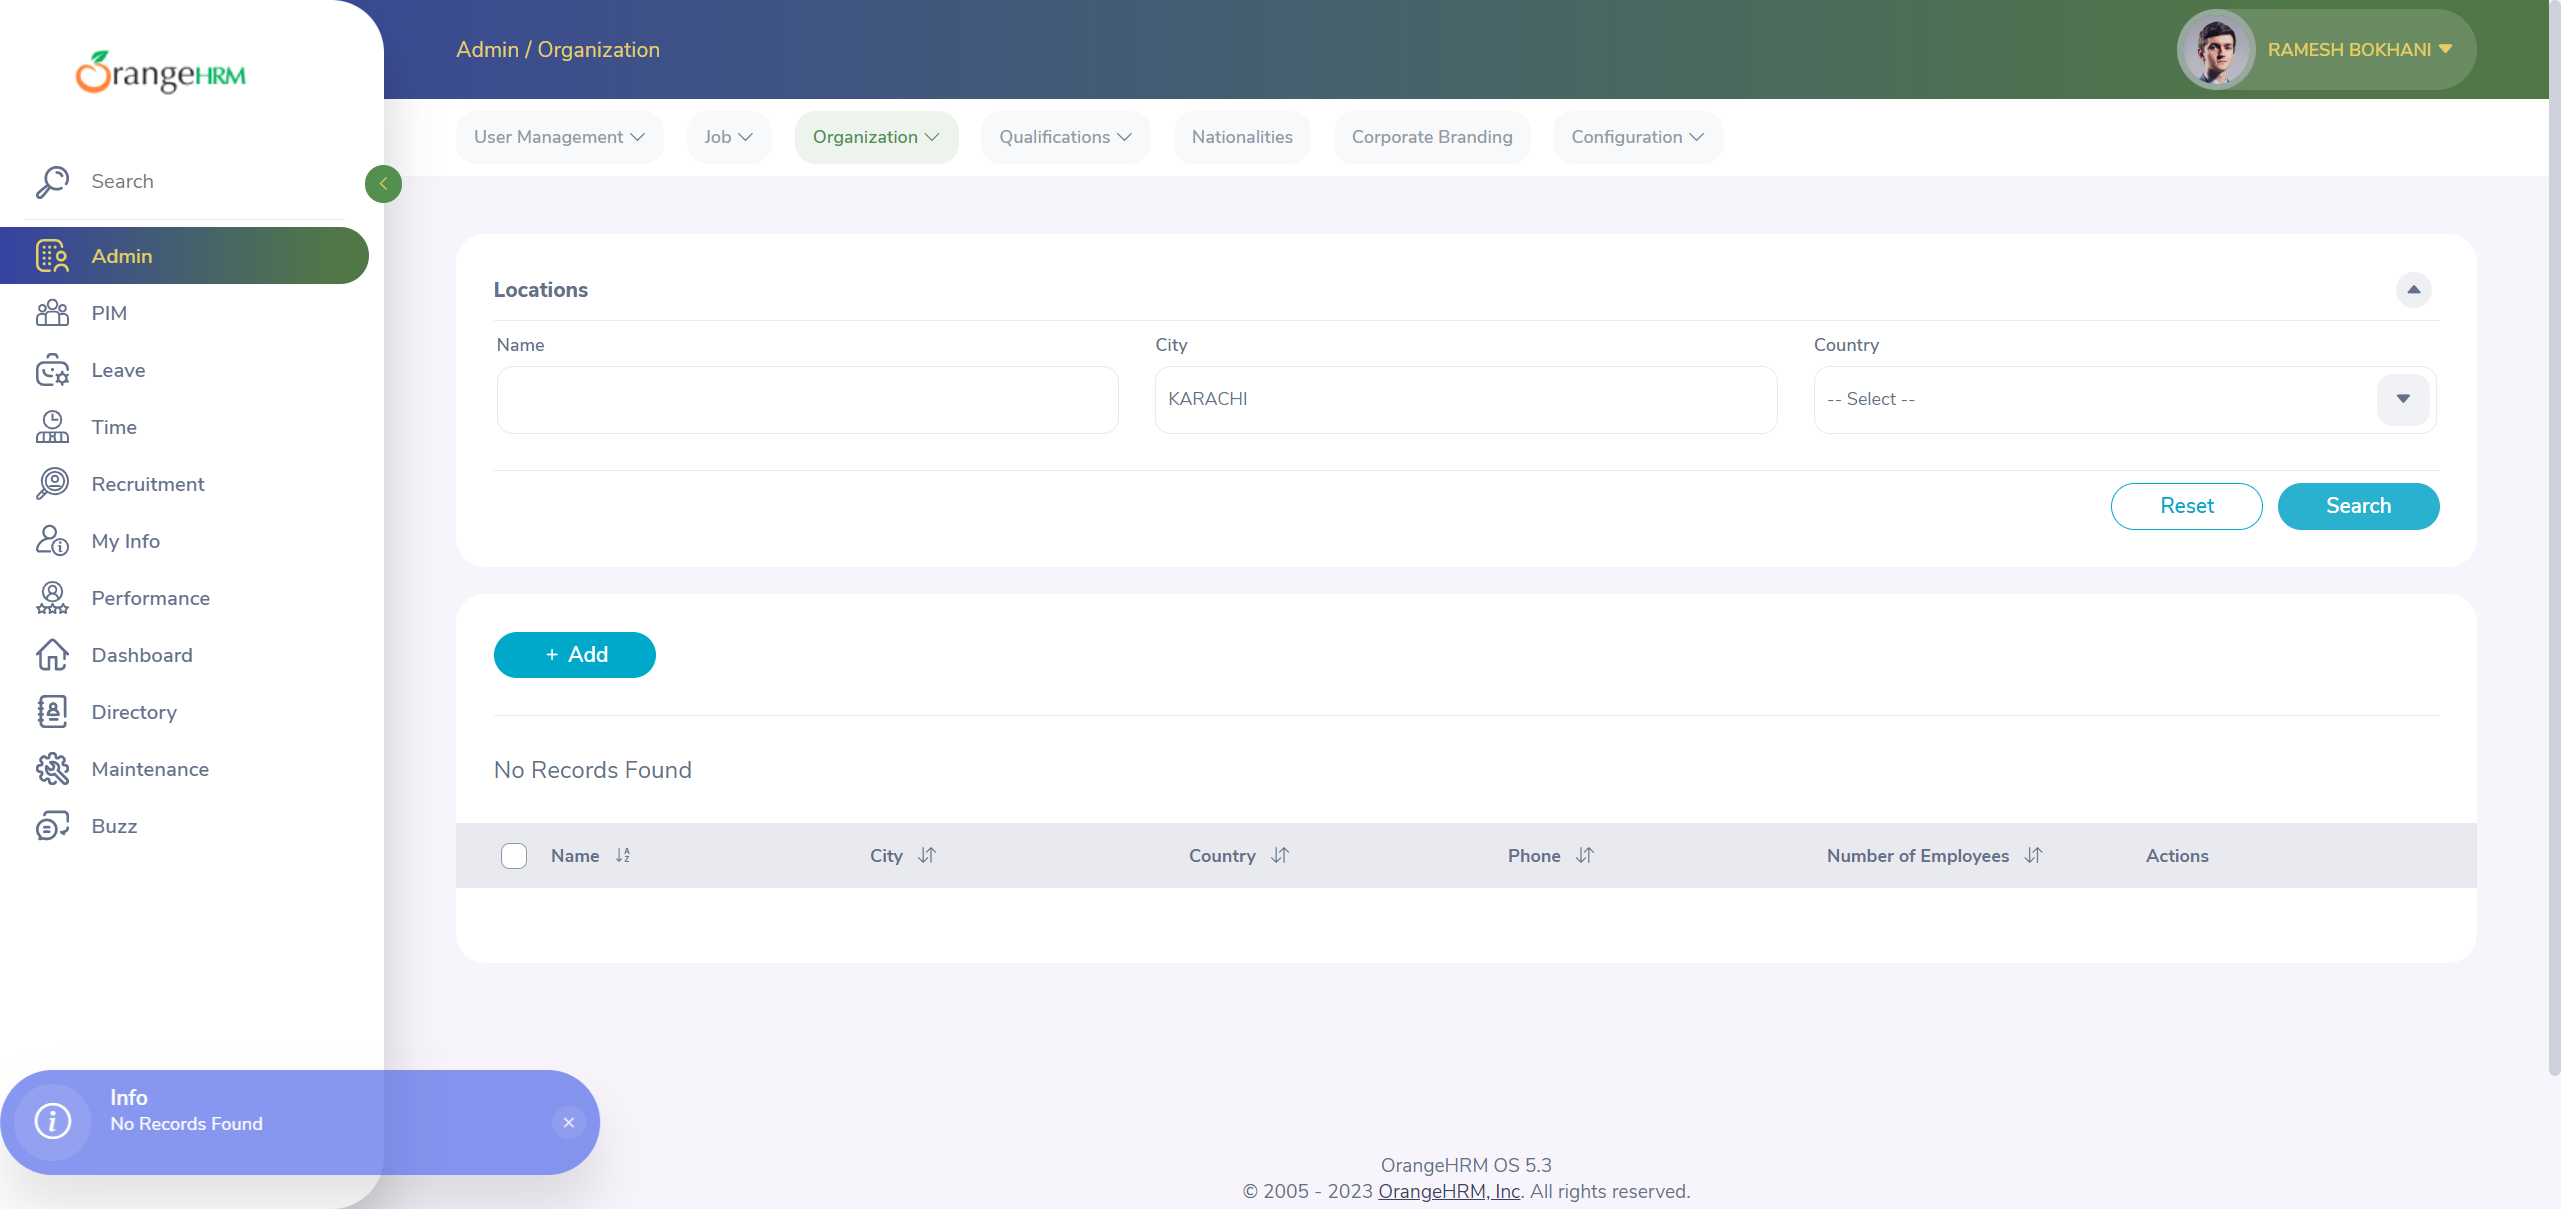 OrangeHRM
Admin / Organization
RAMESH BOKHANI
User Management
Job
Organization
Qualifications
Nationalities
Corporate Branding
Configuration
Search
Admin
PIM
Leave
Time
Recruitment
My Info
Performance
Dashboard
Directory
Maintenance
Buzz
Locations
Name
City
Country
KARACHI
-- Select --
Reset
Search
+ Add
No Records Found
Name
City
Country
Phone
Number of Employees
Actions
Info
No Records Found
OrangeHRM OS 5.3
© 2005 - 2023 OrangeHRM, Inc. All rights reserved.